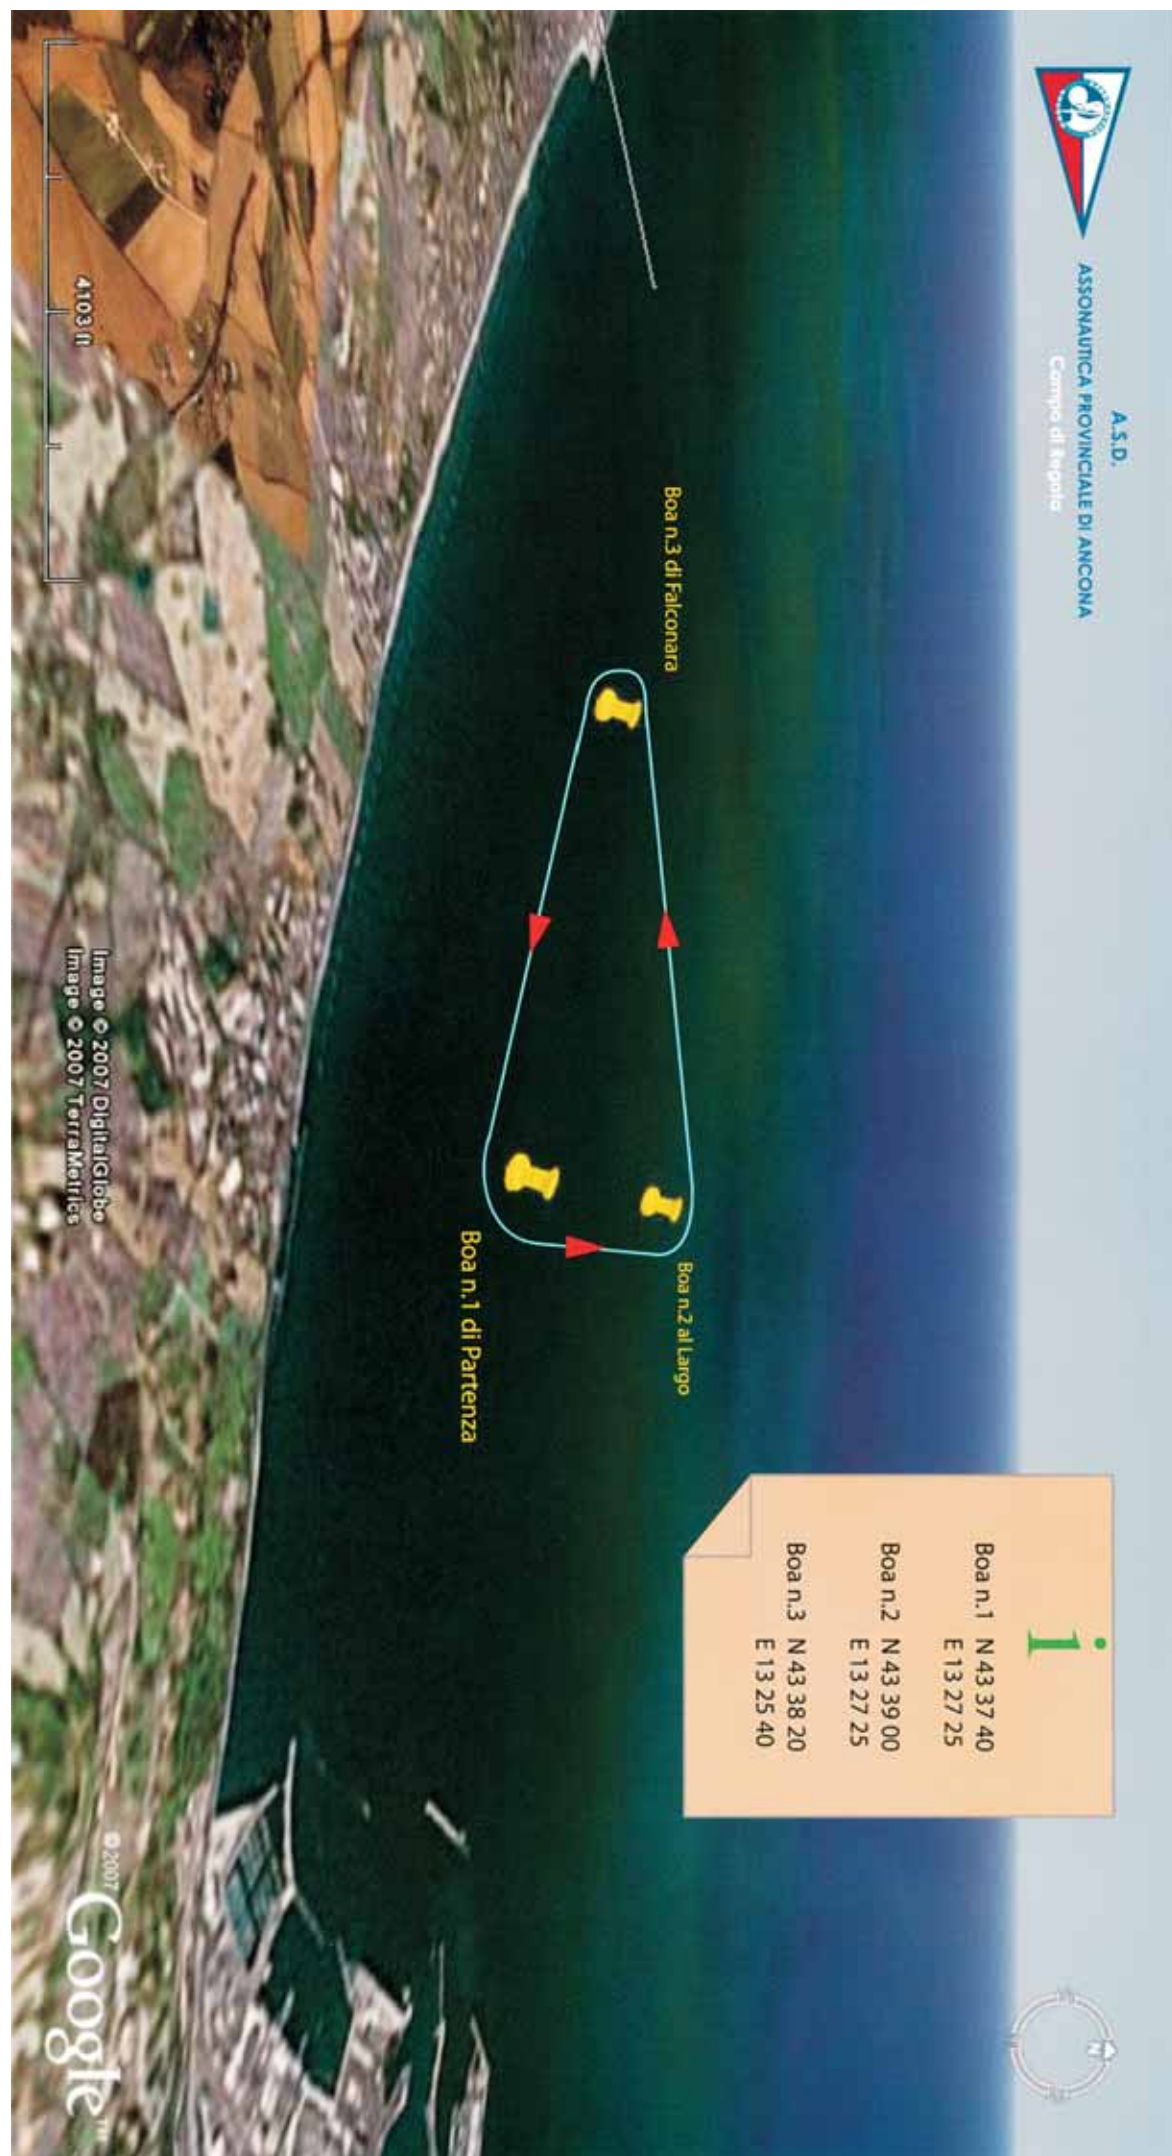 A.S.D.
ASSONAUTICA PROVINCIALE DI ANCONA
Campo di Regata
i
Boa n.1 N 43 37 40
E 13 27 25
Boa n.2 N 43 39 00
E 13 27 25
Boa n.3 N 43 38 20
E 13 25 40
N
Boa n.3 di Falconara
Boa n.2 al Largo
Boa n.1 di Partenza
4103 ft
Image © 2007 DigitalGlobe
Image © 2007 TerraMetrics
©2007 Google™